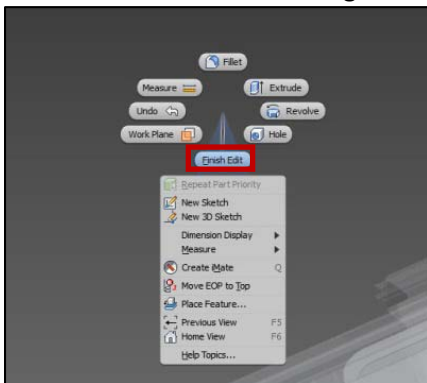 Fillet
Measure
Extrude
Undo
Revolve
Work Plane
Hole
Finish Edit
Repeat Part Priority
New Sketch
New 3D Sketch
Dimension Display
Measure
Create iMate Q
Move EOP to Top
Place Feature...
Previous View F5
Home View F6
Help Topics...